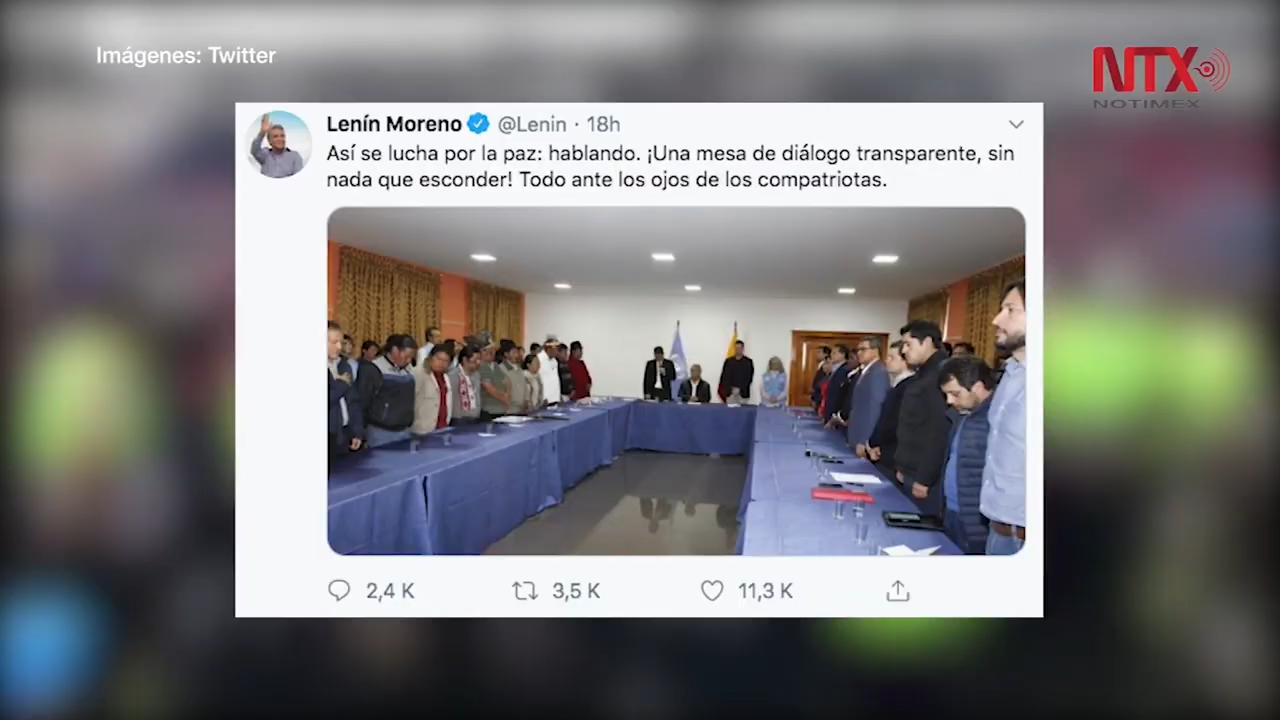 Imágenes: Twitter
NTX
NOTIMEX
Lenín Moreno @Lenin · 18h
Así se lucha por la paz: hablando. ¡Una mesa de diálogo transparente, sin
nada que esconder! Todo ante los ojos de los compatriotas.
2,4 K 3,5 K 11,3 K